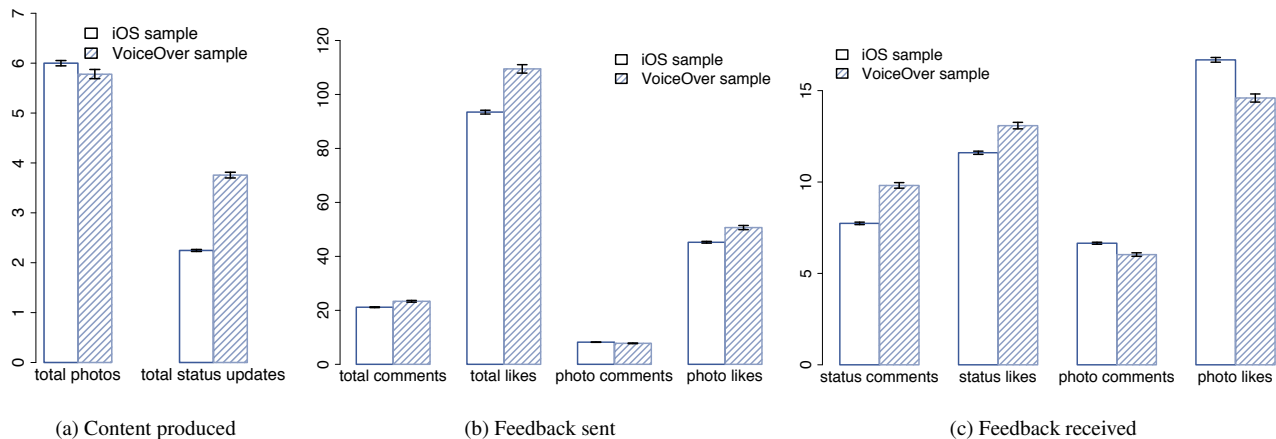 7
6
5
4
3
2
1
0
iOS sample
VoiceOver sample
total photos
total status updates
(a) Content produced
120
100
80
60
40
20
0
iOS sample
VoiceOver sample
total comments
total likes
photo comments
photo likes
(b) Feedback sent
15
10
5
0
iOS sample
VoiceOver sample
status comments
status likes
photo comments
photo likes
(c) Feedback received